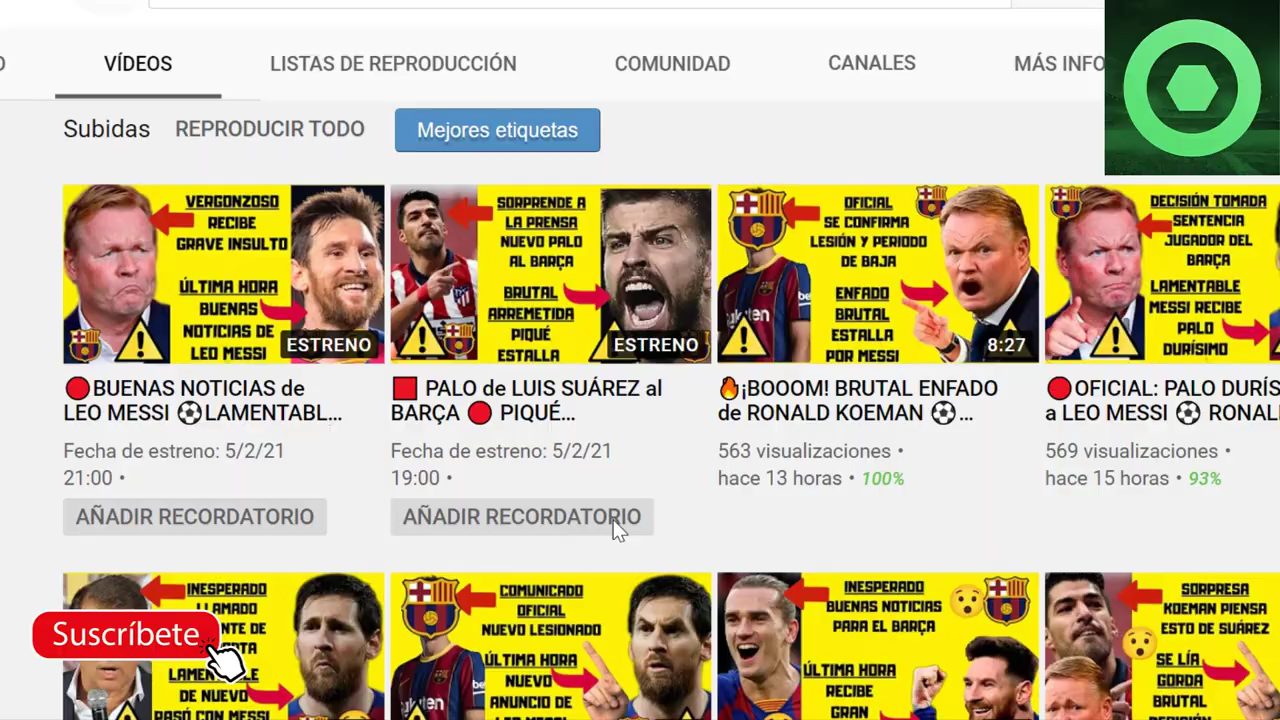 VÍDEOS
LISTAS DE REPRODUCCIÓN
COMUNIDAD
CANALES
MÁS INFO
Subidas
REPRODUCIR TODO
Mejores etiquetas
VERGONZOSO
RECIBE
GRAVE INSULTO
ÚLTIMA HORA
BUENAS
NOTICIAS DE
LEO MESSI
ESTRENO
SORPRENDE A
LA PRENSA
NUEVO PALO
AL BARÇA
BRUTAL
ARREMETIDA
PIQUÉ
ESTALLA
ESTRENO
OFICIAL
SE CONFIRMA
LESIÓN Y PERIODO
DE BAJA
ENFADO
BRUTAL
ESTALLA
POR MESSI
8:27
DECISIÓN TOMADA
SENTENCIA
JUGADOR DEL
BARÇA
LAMENTABLE
MESSI RECIBE
PALO
DURÍSIMO
🔴BUENAS NOTICIAS de
LEO MESSI ⚽LAMENTABL...
Fecha de estreno: 5/2/21
21:00 •
AÑADIR RECORDATORIO
🟥 PALO de LUIS SUÁREZ al
BARÇA 🔴 PIQUÉ...
Fecha de estreno: 5/2/21
19:00 •
AÑADIR RECORDATORIO
🔥¡BOOOM! BRUTAL ENFADO
de RONALD KOEMAN ⚽...
563 visualizaciones •
hace 13 horas • 100%
🔴OFICIAL: PALO DURÍS
a LEO MESSI ⚽ RONAL
569 visualizaciones •
hace 15 horas • 93%
INESPERADO
LLAMADO
DE NUEVO
PASÓ CON MESSI
Suscríbete
COMUNICADO
OFICIAL
NUEVO LESIONADO
ÚLTIMA HORA
NUEVO
ANUNCIO DE
INESPERADO
BUENAS NOTICIAS
PARA EL BARÇA
ÚLTIMA HORA
RECIBE
GRAN
SORPRESA
KOEMAN PIENSA
ESTO DE SUÁREZ
SE LÍA
GORDA
BRUTAL